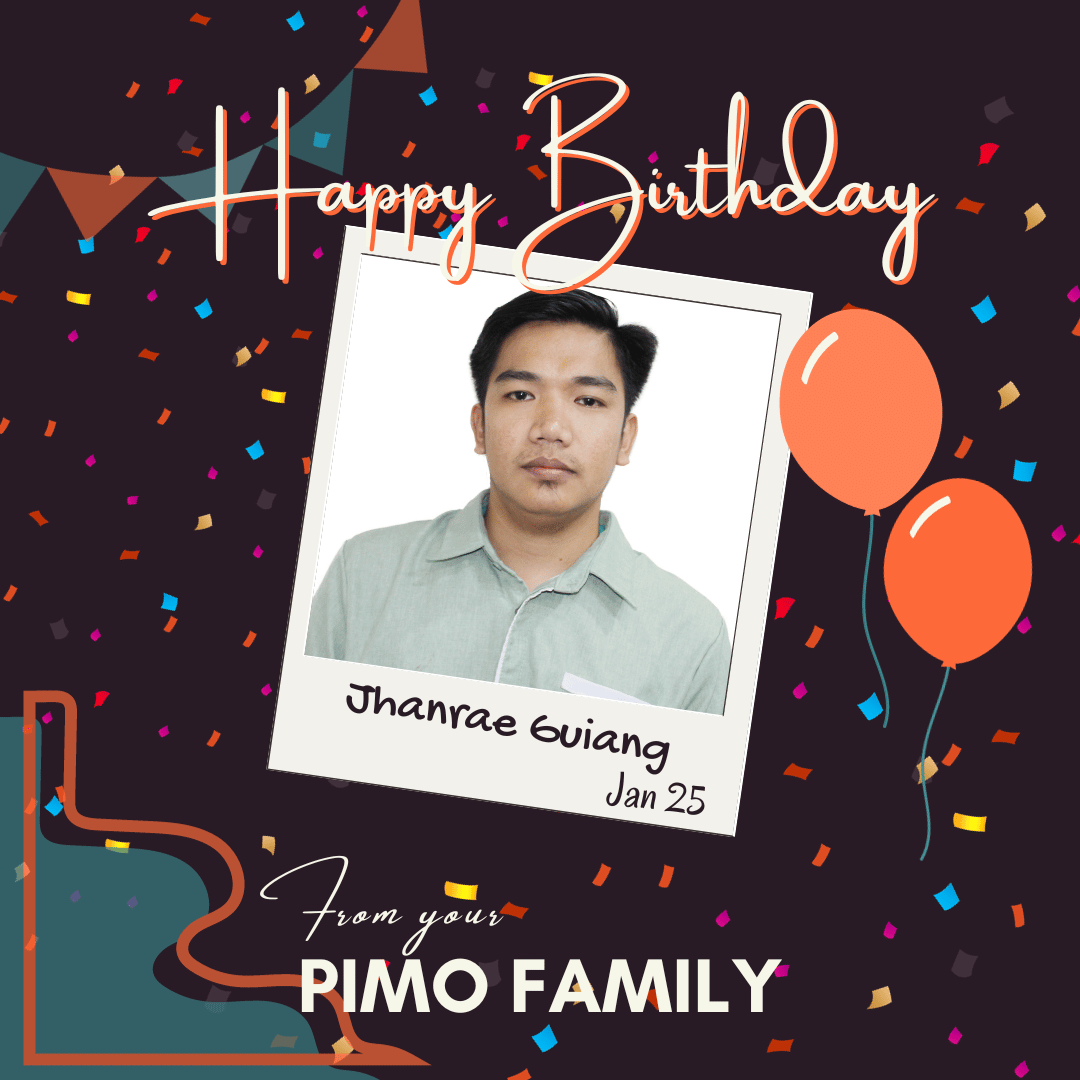 Happy Birthday
Jhanrae Guiang
Jan 25
From your
PIMO FAMILY